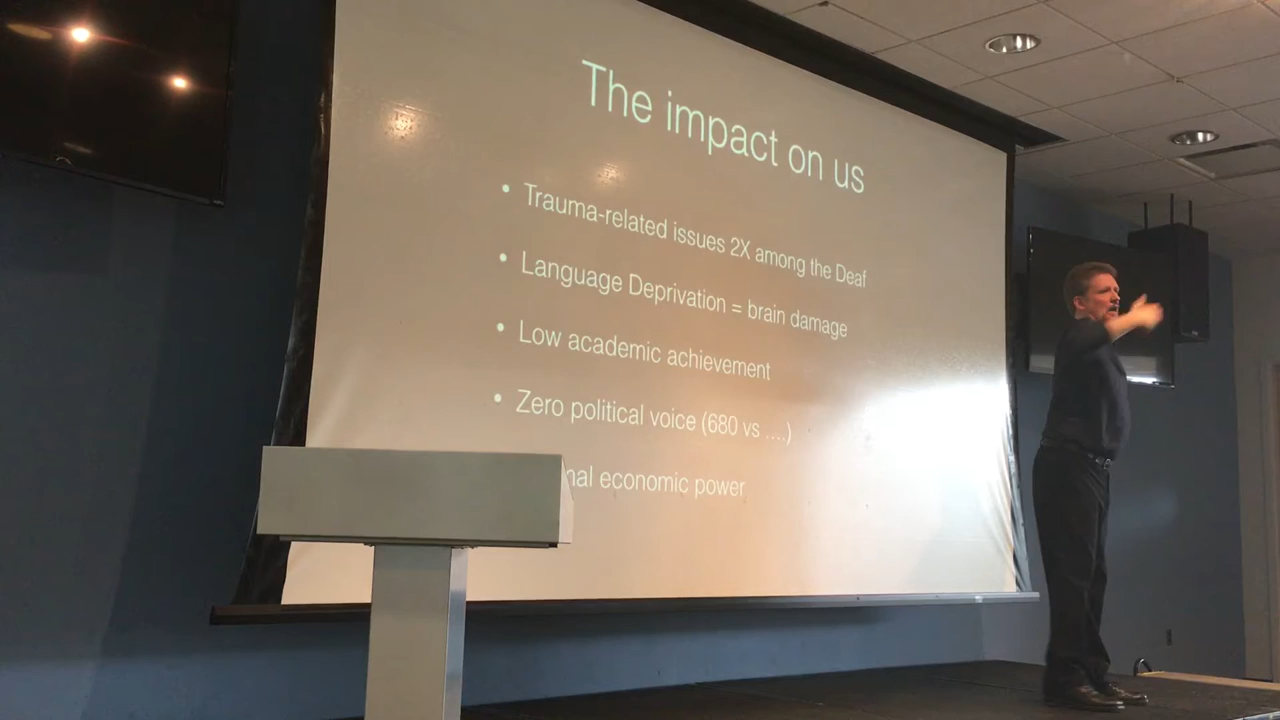 The impact on us
• Trauma-related issues 2X among the Deaf
• Language Deprivation = brain damage
• Low academic achievement
• Zero political voice (680 vs ....)
economic power